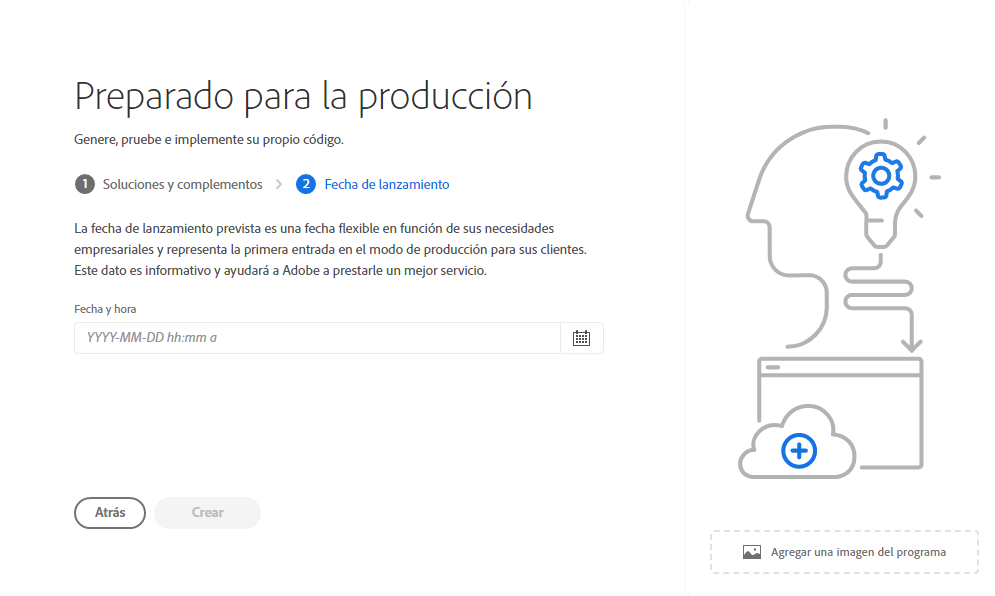 Preparado para la producción
Genere, pruebe e implemente su propio código.
1 Soluciones y complementos > 2 Fecha de lanzamiento
La fecha de lanzamiento prevista es una fecha flexible en función de sus necesidades
empresariales y representa la primera entrada en el modo de producción para sus clientes.
Este dato es informativo y ayudará a Adobe a prestarle un mejor servicio.
Fecha y hora
YYYY-MM-DD hh:mm a
Atrás Crear
Agregar una imagen del programa